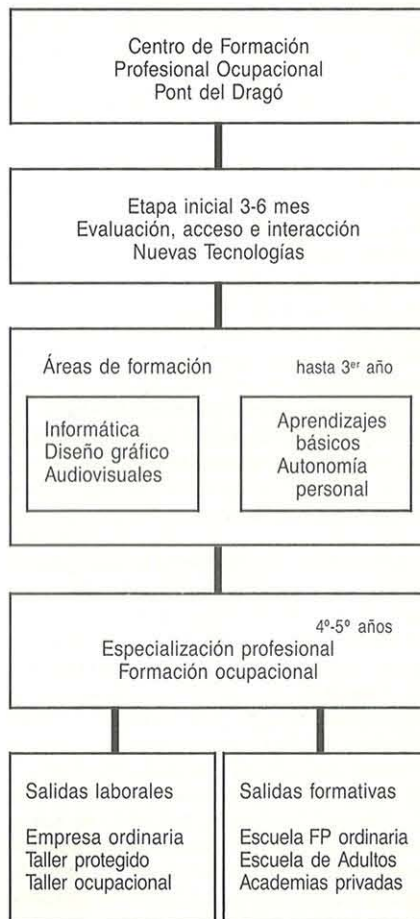 Centro de Formación
Profesional Ocupacional
Pont del Dragó
Etapa inicial 3-6 mes
Evaluación, acceso e interacción
Nuevas Tecnologías
Áreas de formación hasta 3er año
Informática
Diseño gráfico
Audiovisuales
Aprendizajes
básicos
Autonomía
personal
4º-5º años
Especialización profesional
Formación ocupacional
Salidas laborales
Empresa ordinaria
Taller protegido
Taller ocupacional
Salidas formativas
Escuela FP ordinaria
Escuela de Adultos
Academias privadas